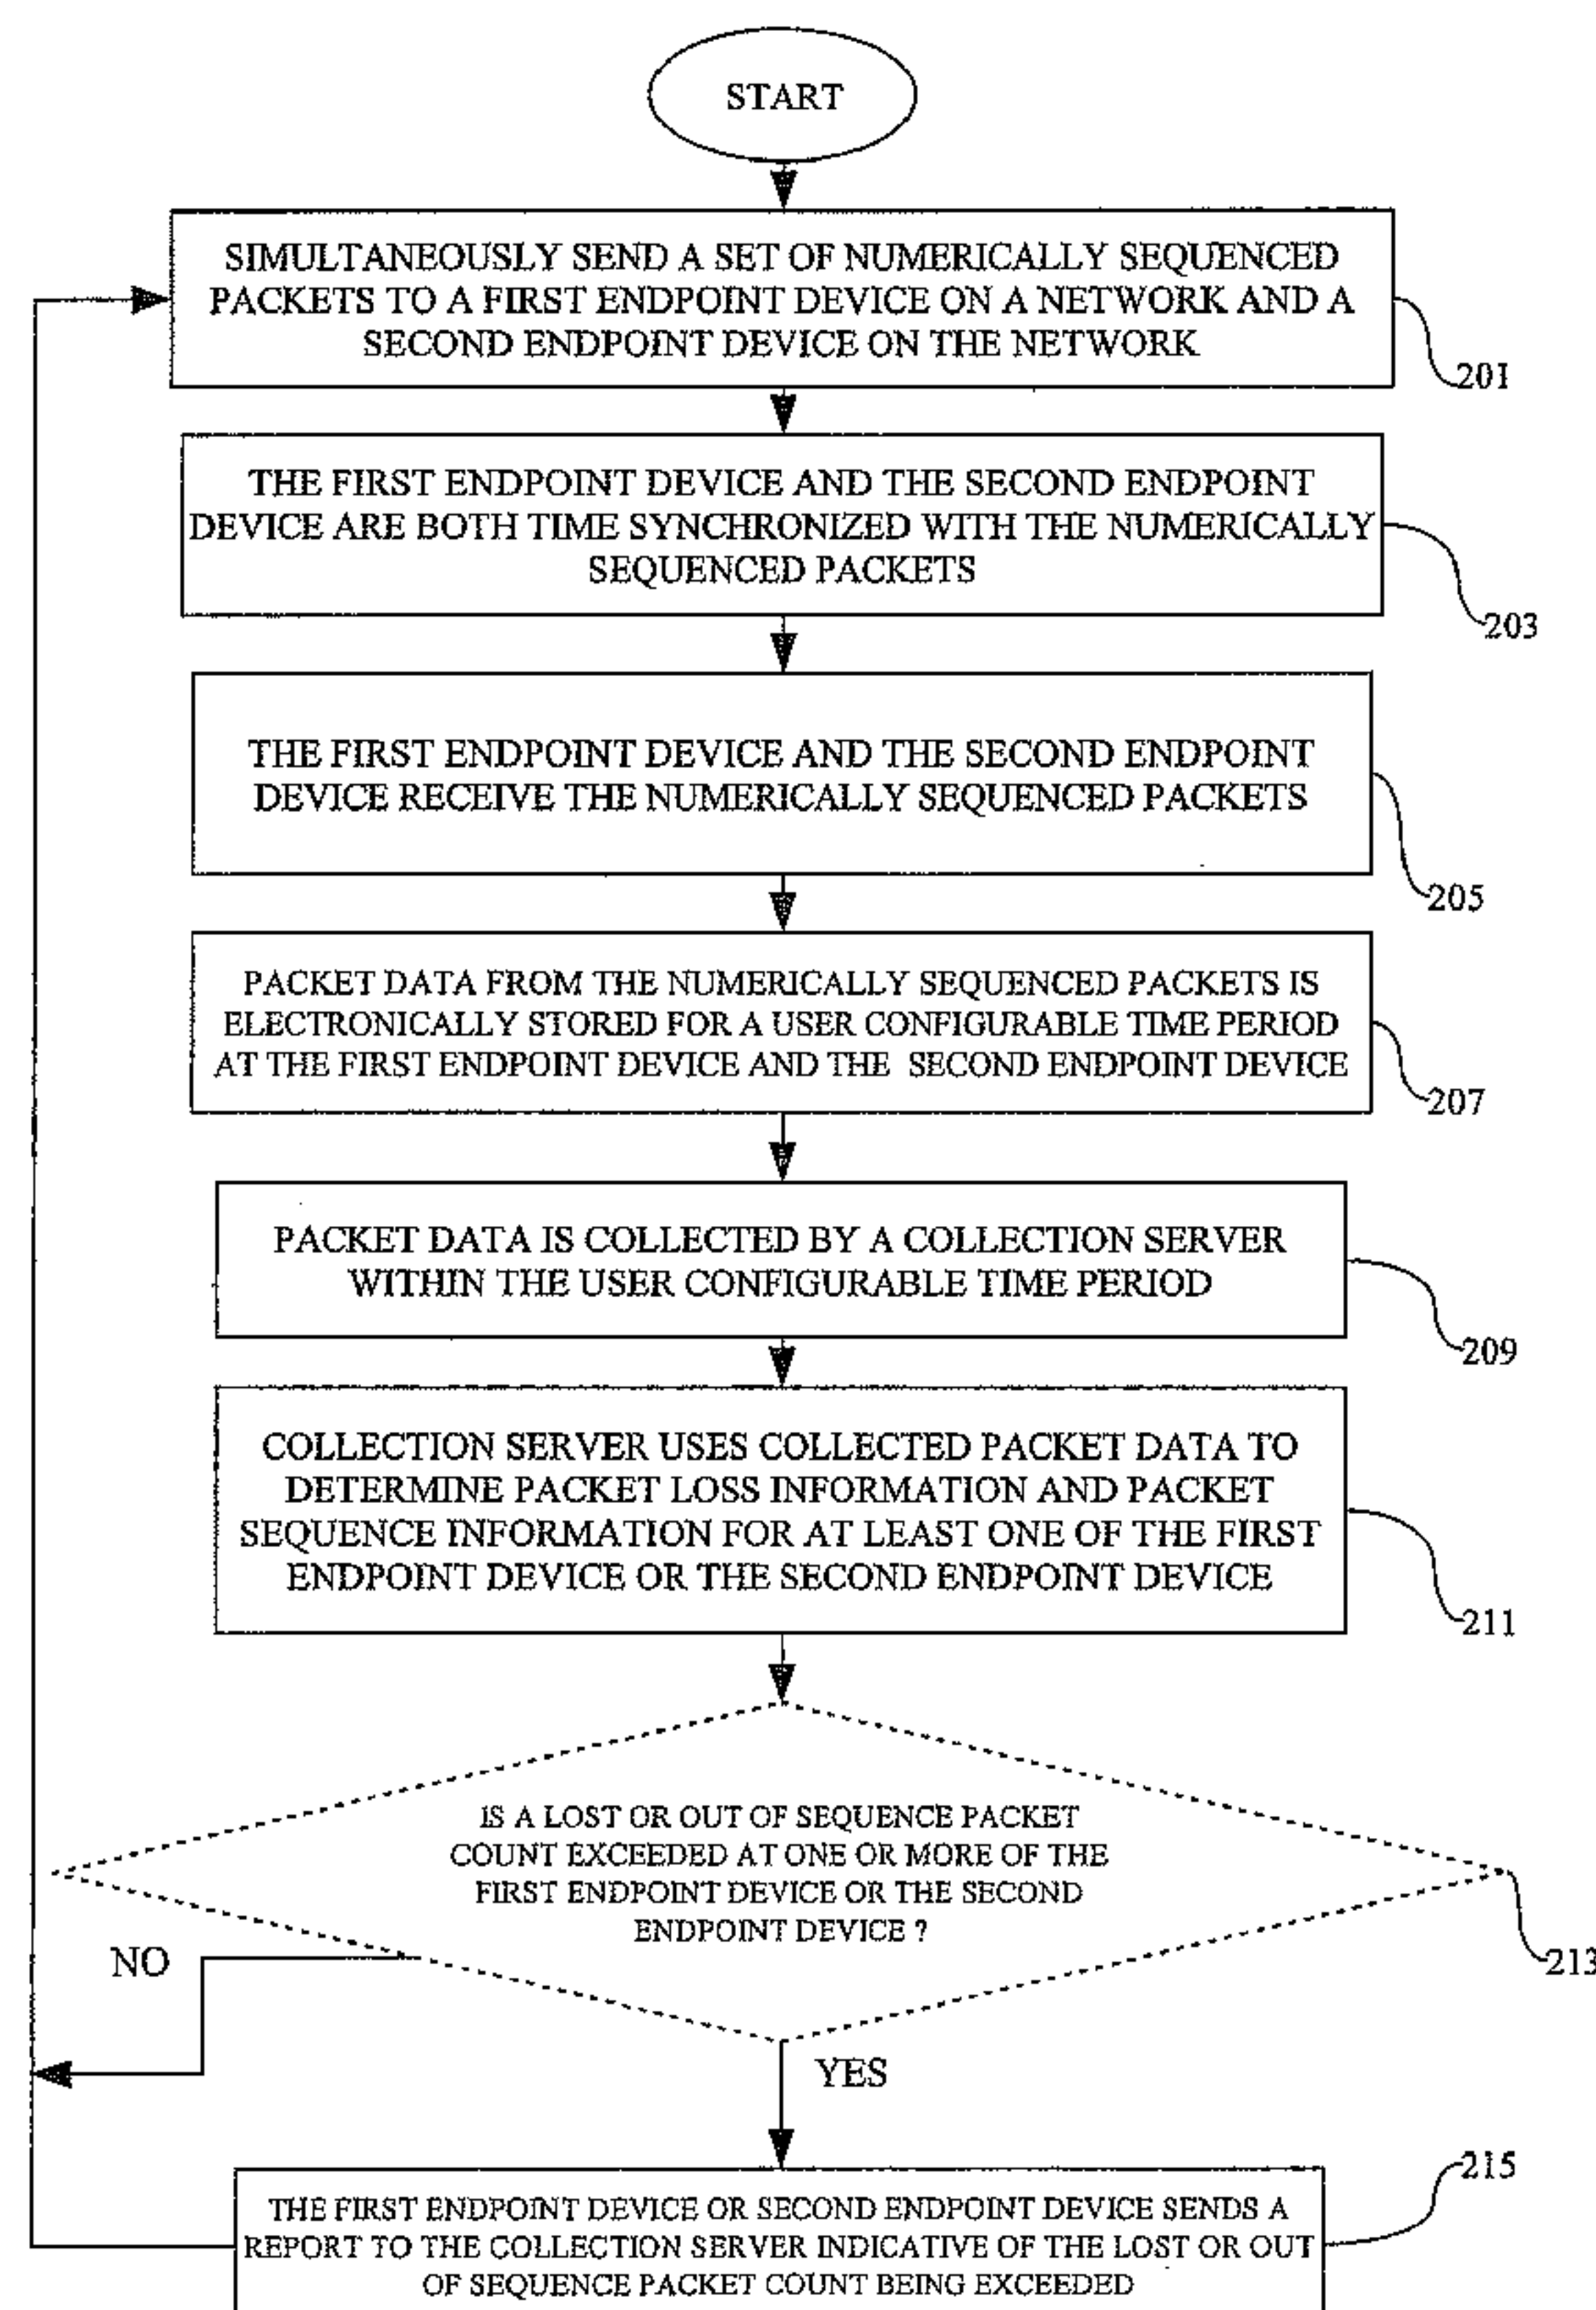 START
SIMULTANEOUSLY SEND A SET OF NUMERICALLY SEQUENCED
PACKETS TO A FIRST ENDPOINT DEVICE ON A NETWORK AND A
SECOND ENDPOINT DEVICE ON THE NETWORK
201
THE FIRST ENDPOINT DEVICE AND THE SECOND ENDPOINT
DEVICE ARE BOTH TIME SYNCHRONIZED WITH THE NUMERICALLY
SEQUENCED PACKETS
203
THE FIRST ENDPOINT DEVICE AND THE SECOND ENDPOINT
DEVICE RECEIVE THE NUMERICALLY SEQUENCED PACKETS
205
PACKET DATA FROM THE NUMERICALLY SEQUENCED PACKETS IS
ELECTRONICALLY STORED FOR A USER CONFIGURABLE TIME PERIOD
AT THE FIRST ENDPOINT DEVICE AND THE SECOND ENDPOINT DEVICE
207
PACKET DATA IS COLLECTED BY A COLLECTION SERVER
WITHIN THE USER CONFIGURABLE TIME PERIOD
209
COLLECTION SERVER USES COLLECTED PACKET DATA TO
DETERMINE PACKET LOSS INFORMATION AND PACKET
SEQUENCE INFORMATION FOR AT LEAST ONE OF THE FIRST
ENDPOINT DEVICE OR THE SECOND ENDPOINT DEVICE
211
IS A LOST OR OUT OF SEQUENCE PACKET
COUNT EXCEEDED AT ONE OR MORE OF THE
FIRST ENDPOINT DEVICE OR THE SECOND
ENDPOINT DEVICE ?
213
NO
YES
215
THE FIRST ENDPOINT DEVICE OR SECOND ENDPOINT DEVICE SENDS A
REPORT TO THE COLLECTION SERVER INDICATIVE OF THE LOST OR OUT
OF SEQUENCE PACKET COUNT BEING EXCEEDED